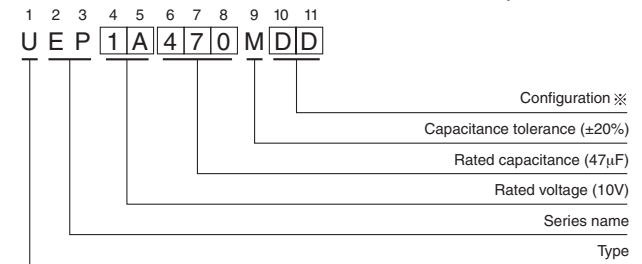 1 2 3 4 5 6 7 8 9 10 11
U E P 1 A 4 7 0 M D D
Configuration ※
Capacitance tolerance (±20%)
Rated capacitance (47µF)
Rated voltage (10V)
Series name
Type